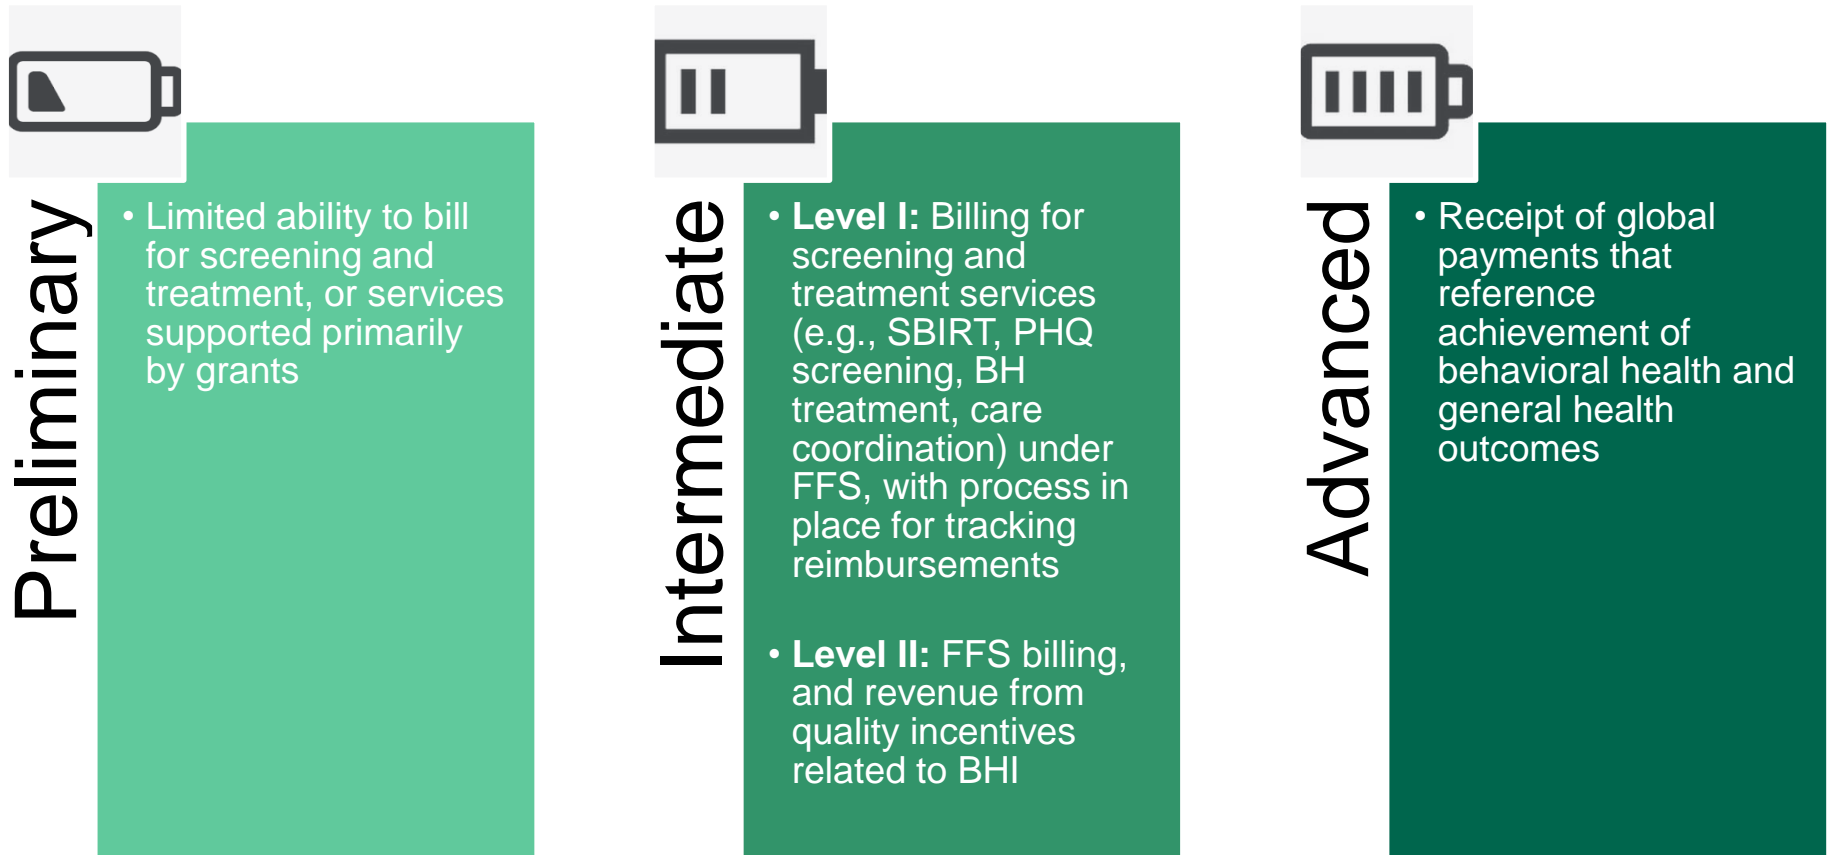 Preliminary
• Limited ability to bill
for screening and
treatment, or services
supported primarily
by grants
Intermediate
• Level I: Billing for
screening and
treatment services
(e.g., SBIRT, PHQ
screening, BH
treatment, care
coordination) under
FFS, with process in
place for tracking
reimbursements
• Level II: FFS billing,
and revenue from
quality incentives
related to BHI
Advanced
• Receipt of global
payments that
reference
achievement of
behavioral health and
general health
outcomes